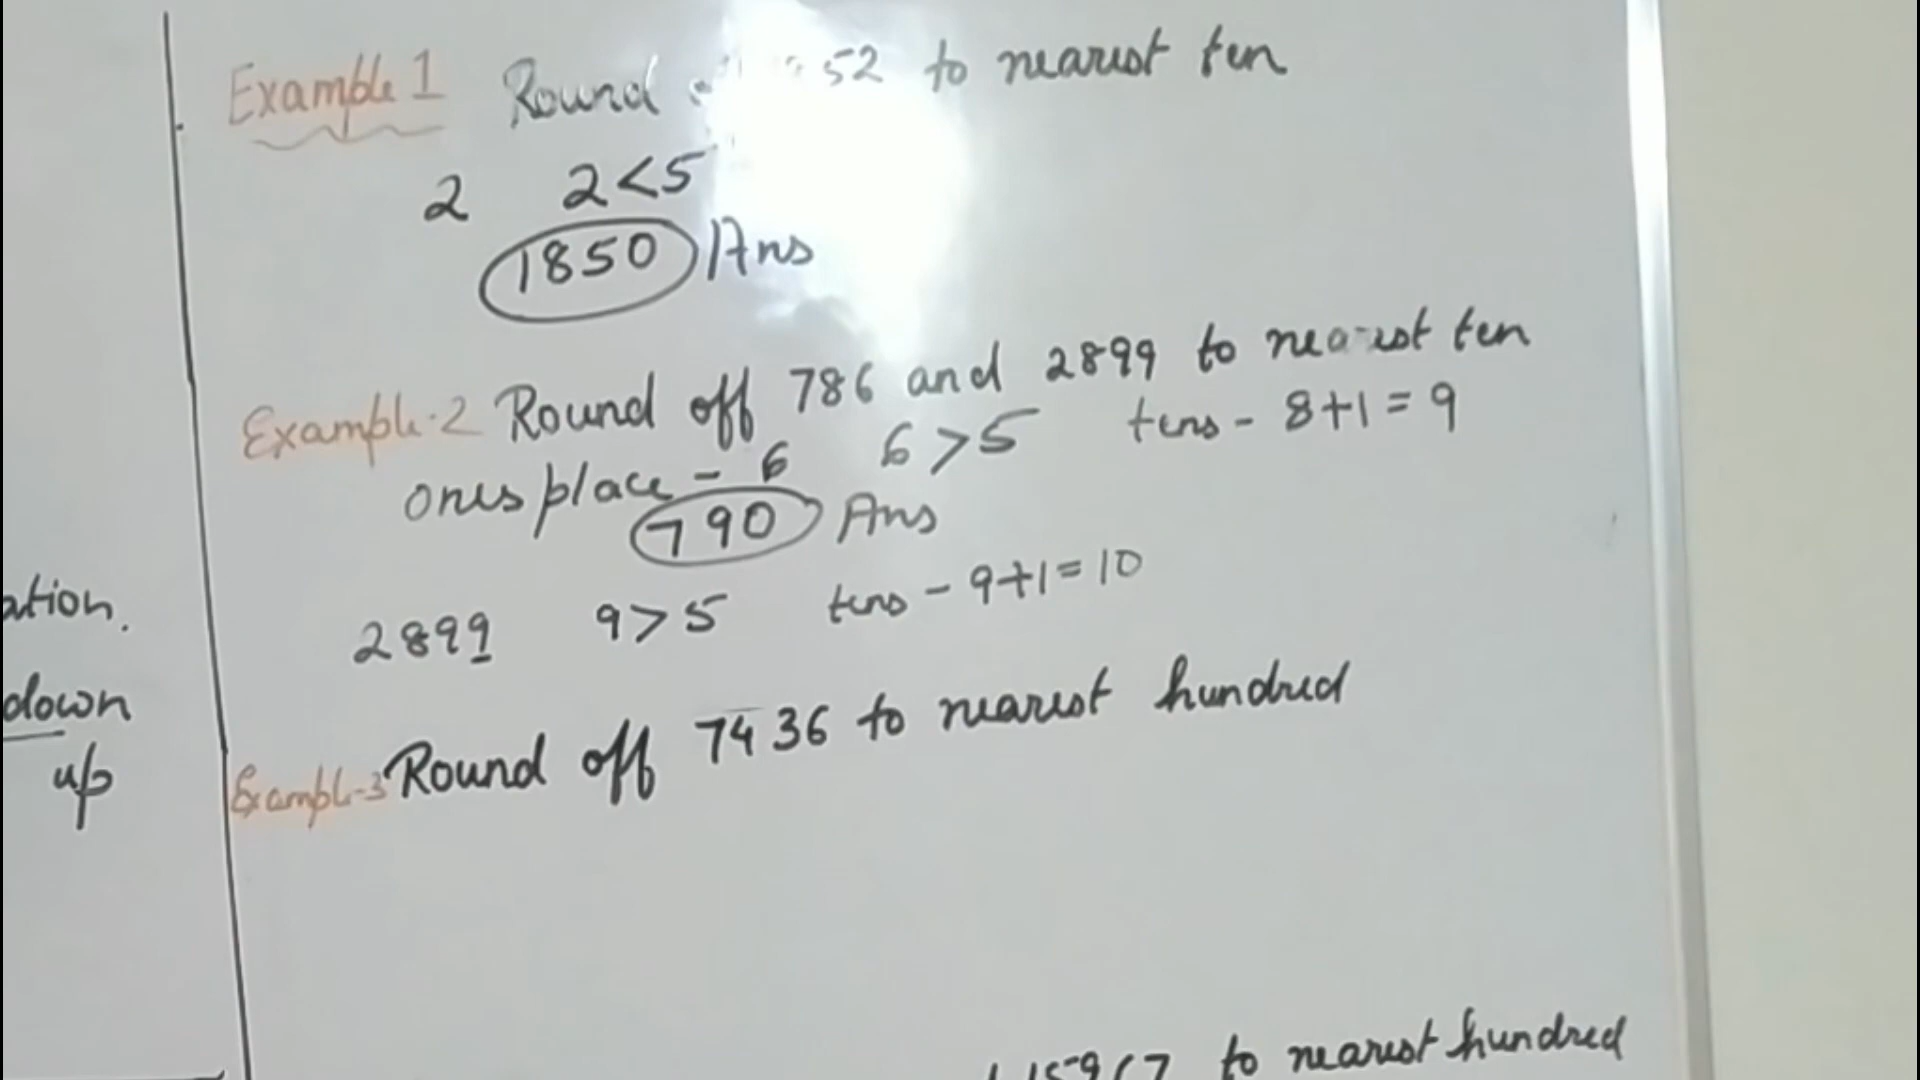 Example 1 Round 52 to nearest ten
2 2<5
1850 Ans
Example-2 Round off 786 and 2899 to nearest ten
ones place - 6 6>5 tens - 8+1=9
790 Ans
2899 9>5 tens - 9+1=10
ation.
down
up
Example-3 Round off 7436 to nearest hundred
to nearest hundred